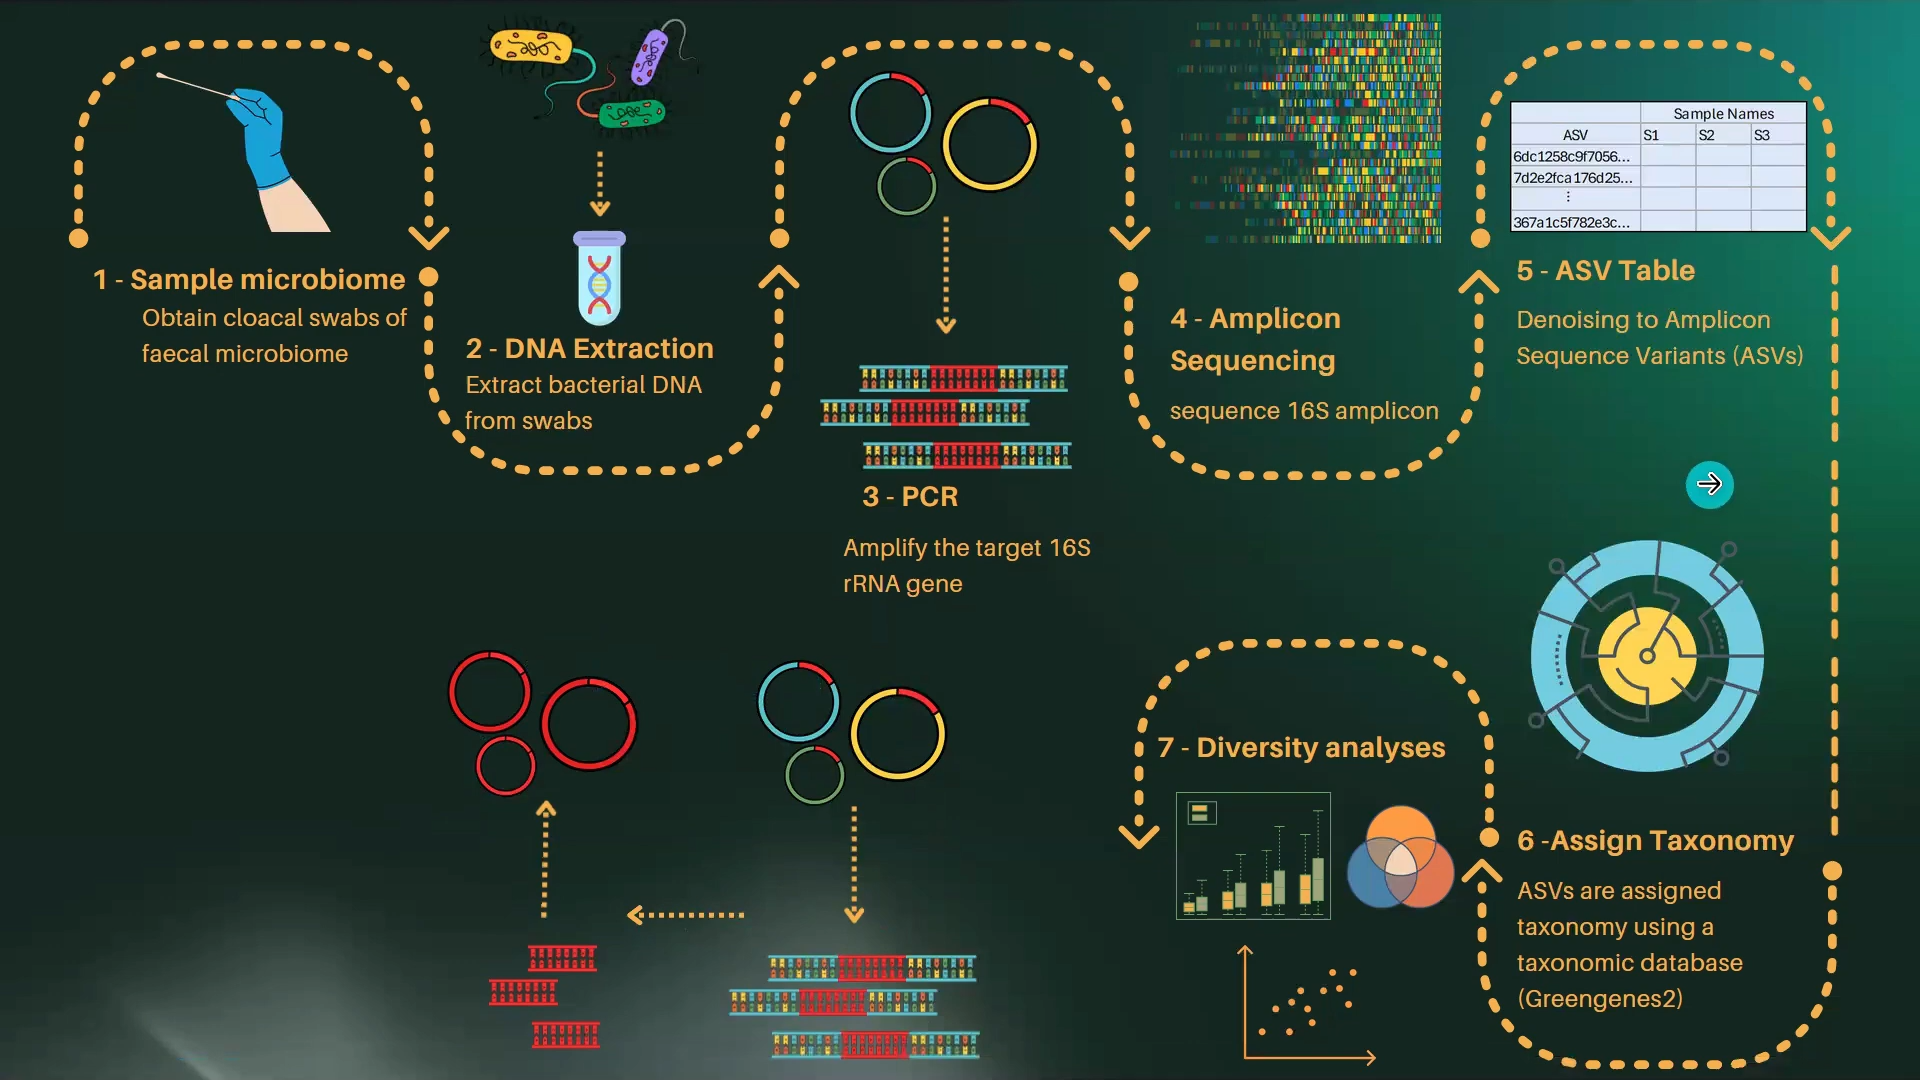 1 - Sample microbiome
Obtain cloacal swabs of
faecal microbiome
2 - DNA Extraction
Extract bacterial DNA
from swabs
3 - PCR
Amplify the target 16S
rRNA gene
4 - Amplicon
Sequencing
sequence 16S amplicon
Sample Names
ASV S1 S2 S3
6dc1258c9f7056...
7d2e2fca176d25...
⋮
367a1c5f782e3c...
5 - ASV Table
Denoising to Amplicon
Sequence Variants (ASVs)
6 -Assign Taxonomy
ASVs are assigned
taxonomy using a
taxonomic database
(Greengenes2)
7 - Diversity analyses